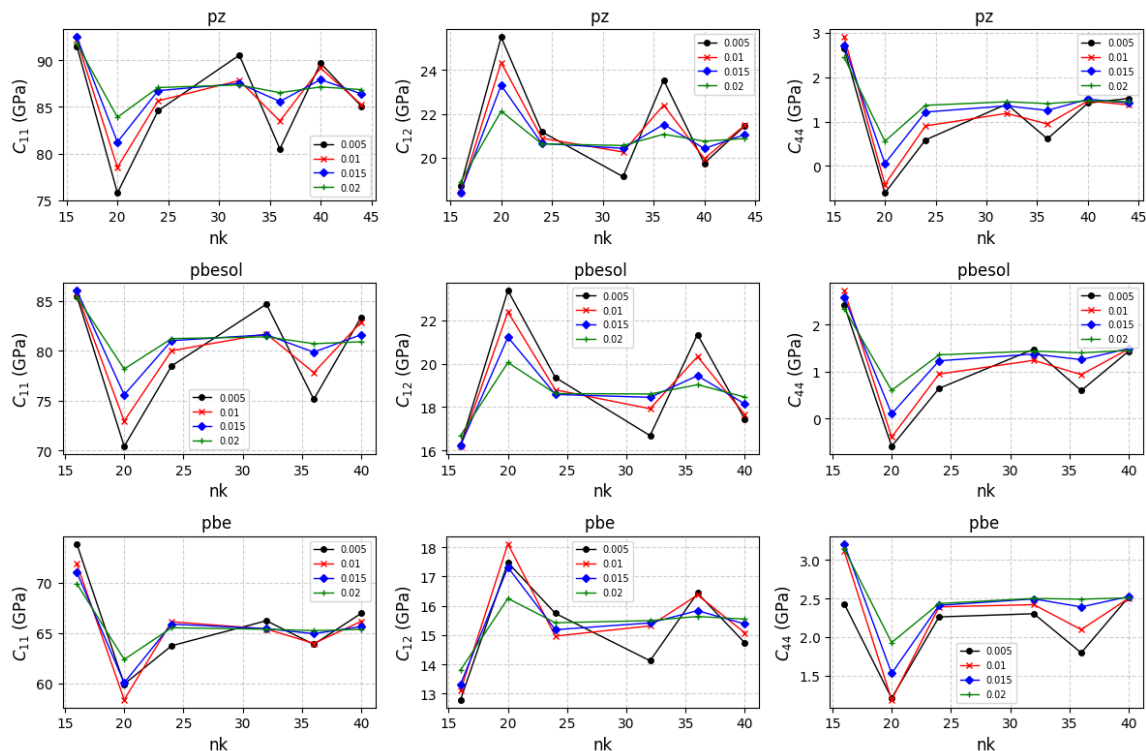 pz
C11 (GPa)
90
85
80
75
15 20 25 30 35 40 45
nk
0.005
0.01
0.015
0.02
pz
C12 (GPa)
24
22
20
15 20 25 30 35 40 45
nk
0.005
0.01
0.015
0.02
pz
C44 (GPa)
3
2
1
0
15 20 25 30 35 40 45
nk
0.005
0.01
0.015
0.02
pbesol
C11 (GPa)
85
80
75
70
15 20 25 30 35 40
nk
0.005
0.01
0.015
0.02
pbesol
C12 (GPa)
22
20
18
16
15 20 25 30 35 40
nk
0.005
0.01
0.015
0.02
pbesol
C44 (GPa)
2
1
0
15 20 25 30 35 40
nk
0.005
0.01
0.015
0.02
pbe
C11 (GPa)
70
65
60
15 20 25 30 35 40
nk
0.005
0.01
0.015
0.02
pbe
C12 (GPa)
18
17
16
15
14
13
15 20 25 30 35 40
nk
0.005
0.01
0.015
0.02
pbe
C44 (GPa)
3.0
2.5
2.0
1.5
15 20 25 30 35 40
nk
0.005
0.01
0.015
0.02